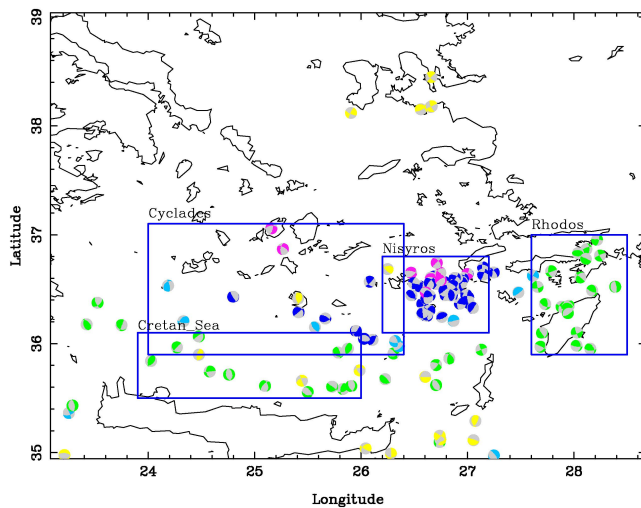 39
38
37
36
35
Latitude
Cyclades
Nisyros
Rhodos
Cretan_Sea
24
25
26
27
28
Longitude